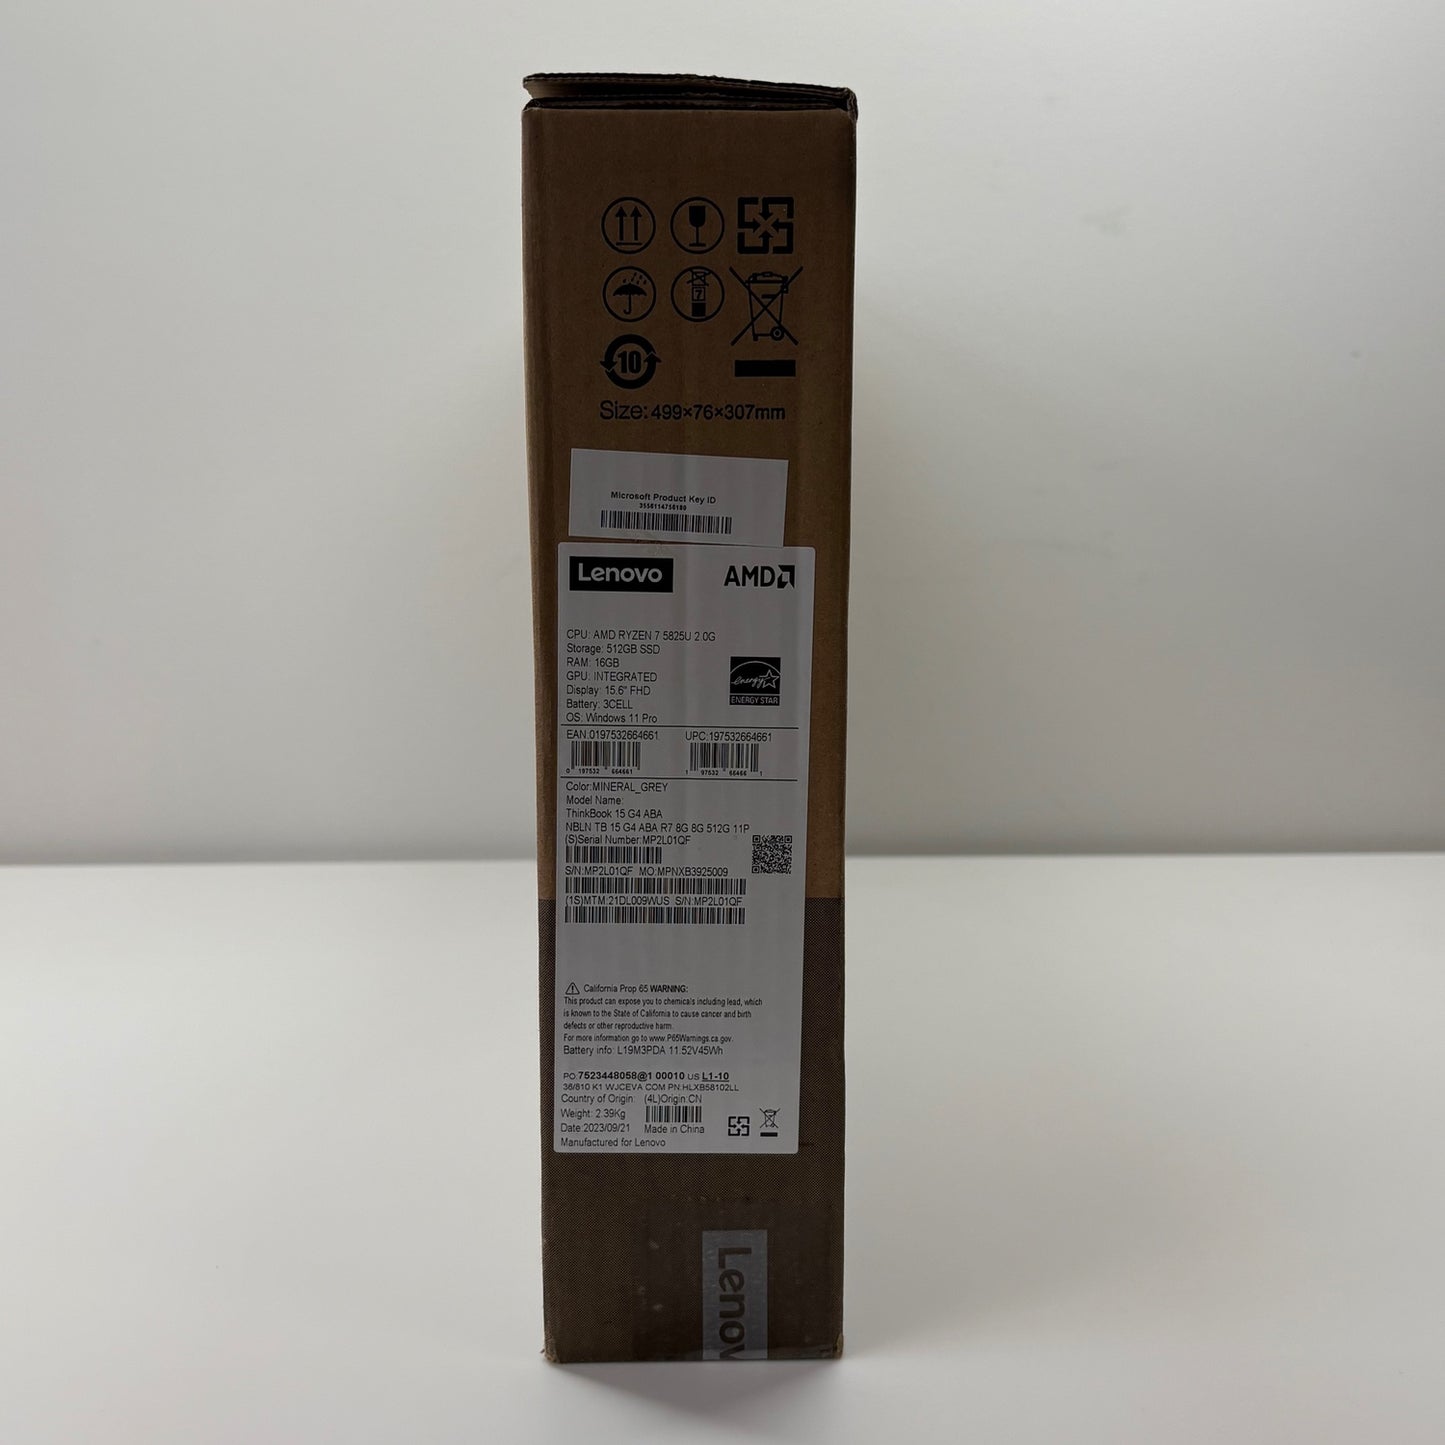 7
10
Size: 499×76×307mm
Microsoft Product Key ID
3556114756189
Lenovo AMD
CPU: AMD RYZEN 7 5825U 2.0G
Storage: 512GB SSD
RAM: 16GB
GPU: INTEGRATED
Display: 15.6" FHD
Battery: 3CELL
OS: Windows 11 Pro
energy
ENERGY STAR
EAN:0197532664661 UPC:197532664661
0 197532 664661 1 97532 66466 1
Color:MINERAL_GREY
Model Name:
ThinkBook 15 G4 ABA
NBLN TB 15 G4 ABA R7 8G 8G 512G 11P
(S)Serial Number:MP2L01QF
S/N:MP2L01QF MO:MPNXB3925009
(1S)MTM:21DL009WUS S/N:MP2L01QF
California Prop 65 WARNING:
This product can expose you to chemicals including lead, which
is known to the State of California to cause cancer and birth
defects or other reproductive harm.
For more information go to www.P65Warnings.ca.gov.
Battery info: L19M3PDA 11.52V45Wh
PO:7523448058@1 00010 US L1-10
36/810 K1 WJCEVA COM PN:HLXB58102LL
Country of Origin: (4L)Origin:CN
Weight: 2.39Kg
Date:2023/09/21 Made in China
Manufactured for Lenovo
Lenov